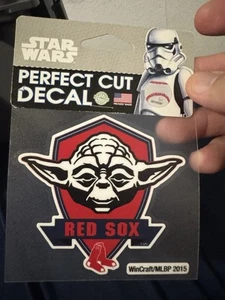 STAR
WARS
PERFECT CUT
DECAL
RED SOX
WinCraft/MLBP 2015